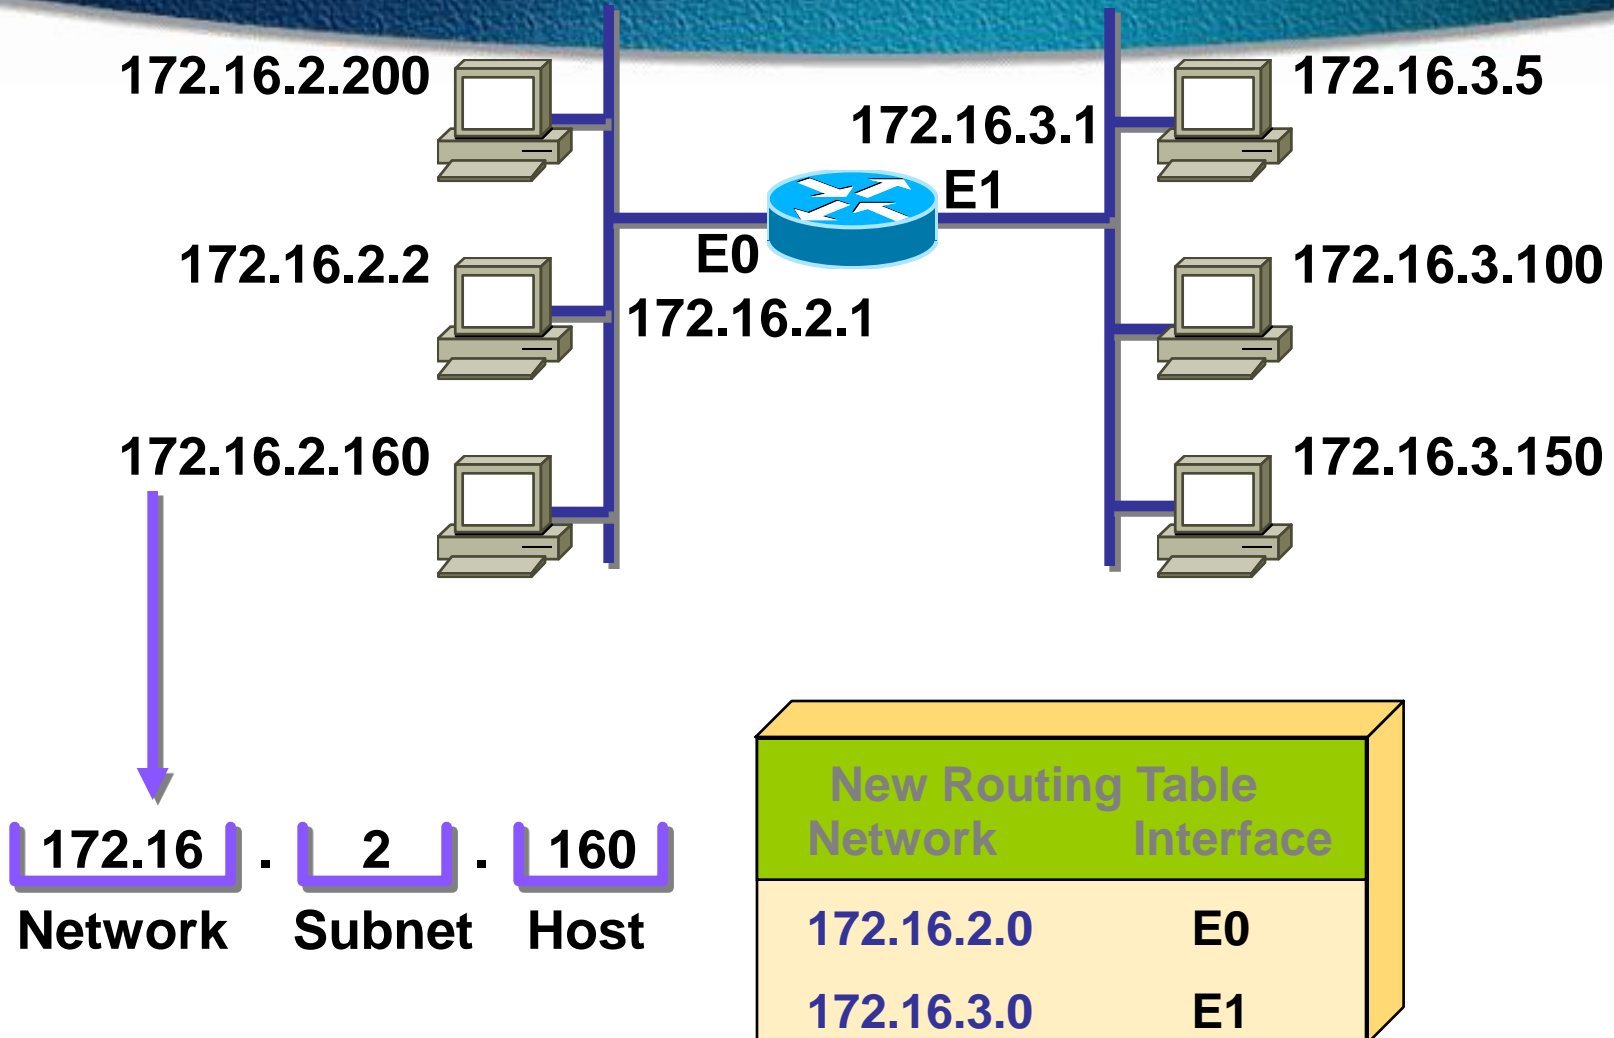 172.16.2.200
172.16.3.5
172.16.3.1
E1
E0
172.16.2.2
172.16.3.100
172.16.2.1
172.16.2.160
172.16.3.150
172.16 . 2 . 160
Network Subnet Host
New Routing Table
Network Interface
172.16.2.0 E0
172.16.3.0 E1